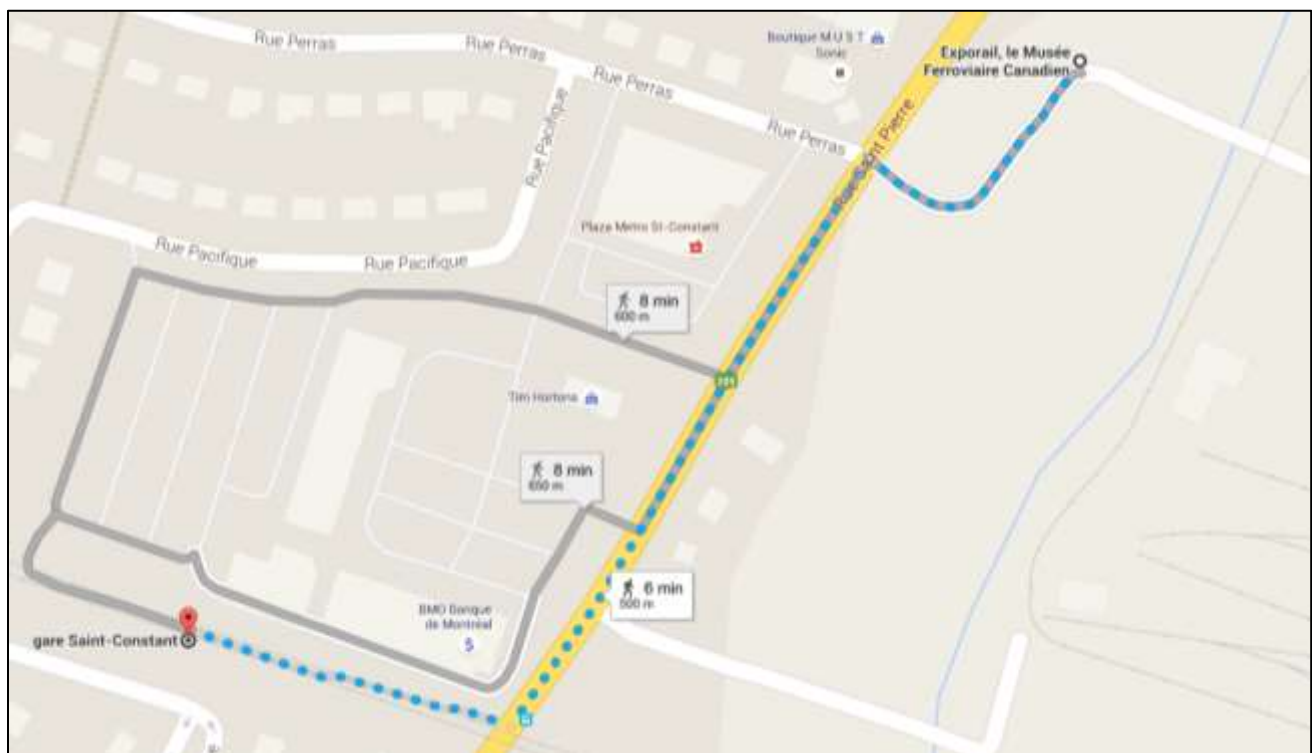 Rue Perras
Rue Perras
Rue Perras
Rue Perras
Boutique M U S T
Sonic
Exporail, le Musée
Ferroviaire Canadien
Rue Saint Pierre
Rue Pacifique
Plaza Metro St-Constant
Rue Pacifique
Rue Pacifique
8 min
600 m
Tim Hortons
8 min
650 m
6 min
500 m
BMO Banque
de Montréal
gare Saint-Constant